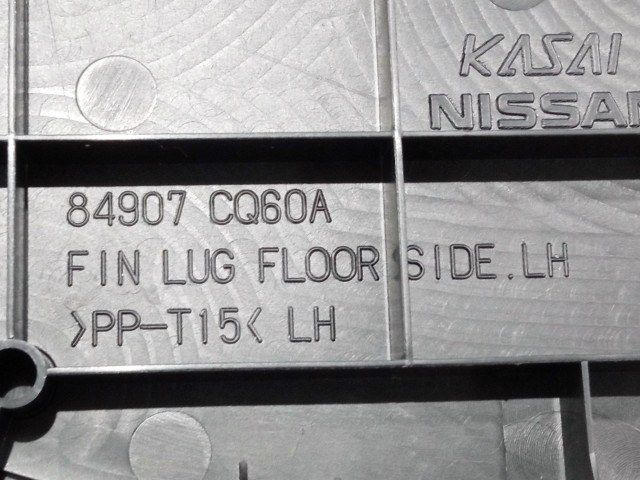 KASAI
NISSAN
84907 CQ60A
FIN LUG FLOOR SIDE.LH
>PP-T15< LH